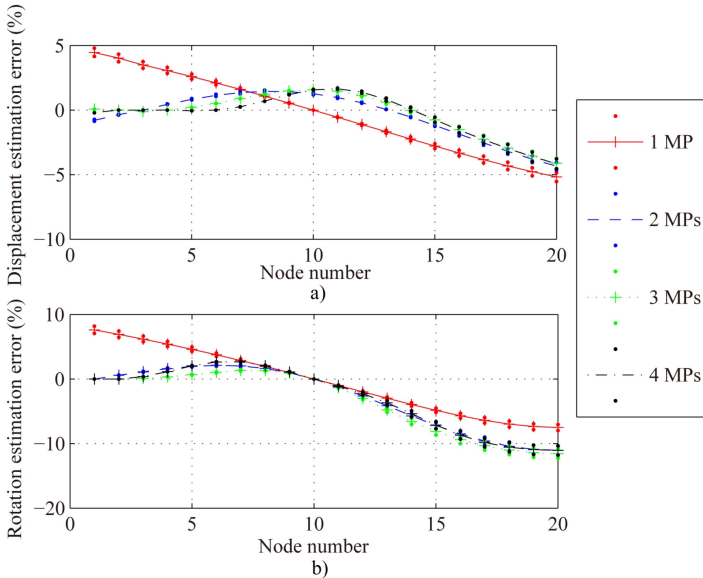 Displacement estimation error (%)
5
0
−5
−10
0
5
10
15
20
Node number
a)
Rotation estimation error (%)
10
0
−10
−20
0
5
10
15
20
Node number
b)
1 MP
2 MPs
3 MPs
4 MPs